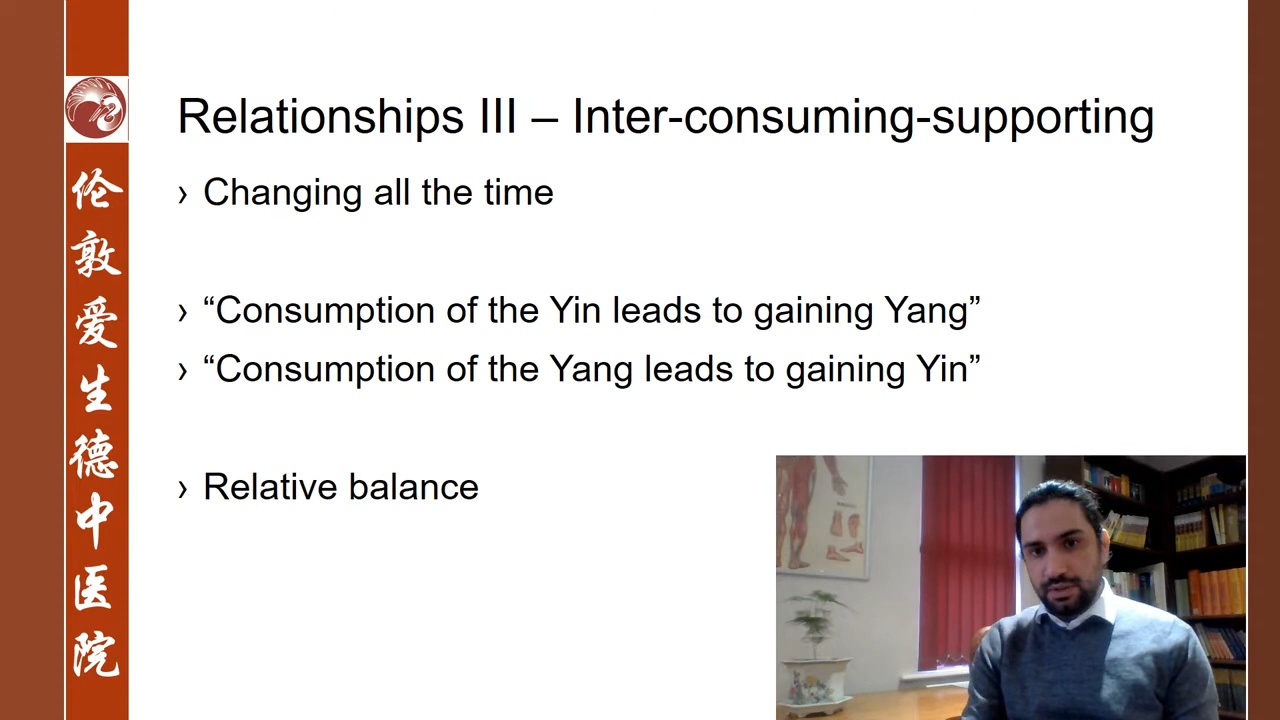 Relationships III – Inter-consuming-supporting
› Changing all the time
› “Consumption of the Yin leads to gaining Yang”
› “Consumption of the Yang leads to gaining Yin”
› Relative balance
伦敦爱生德中医院